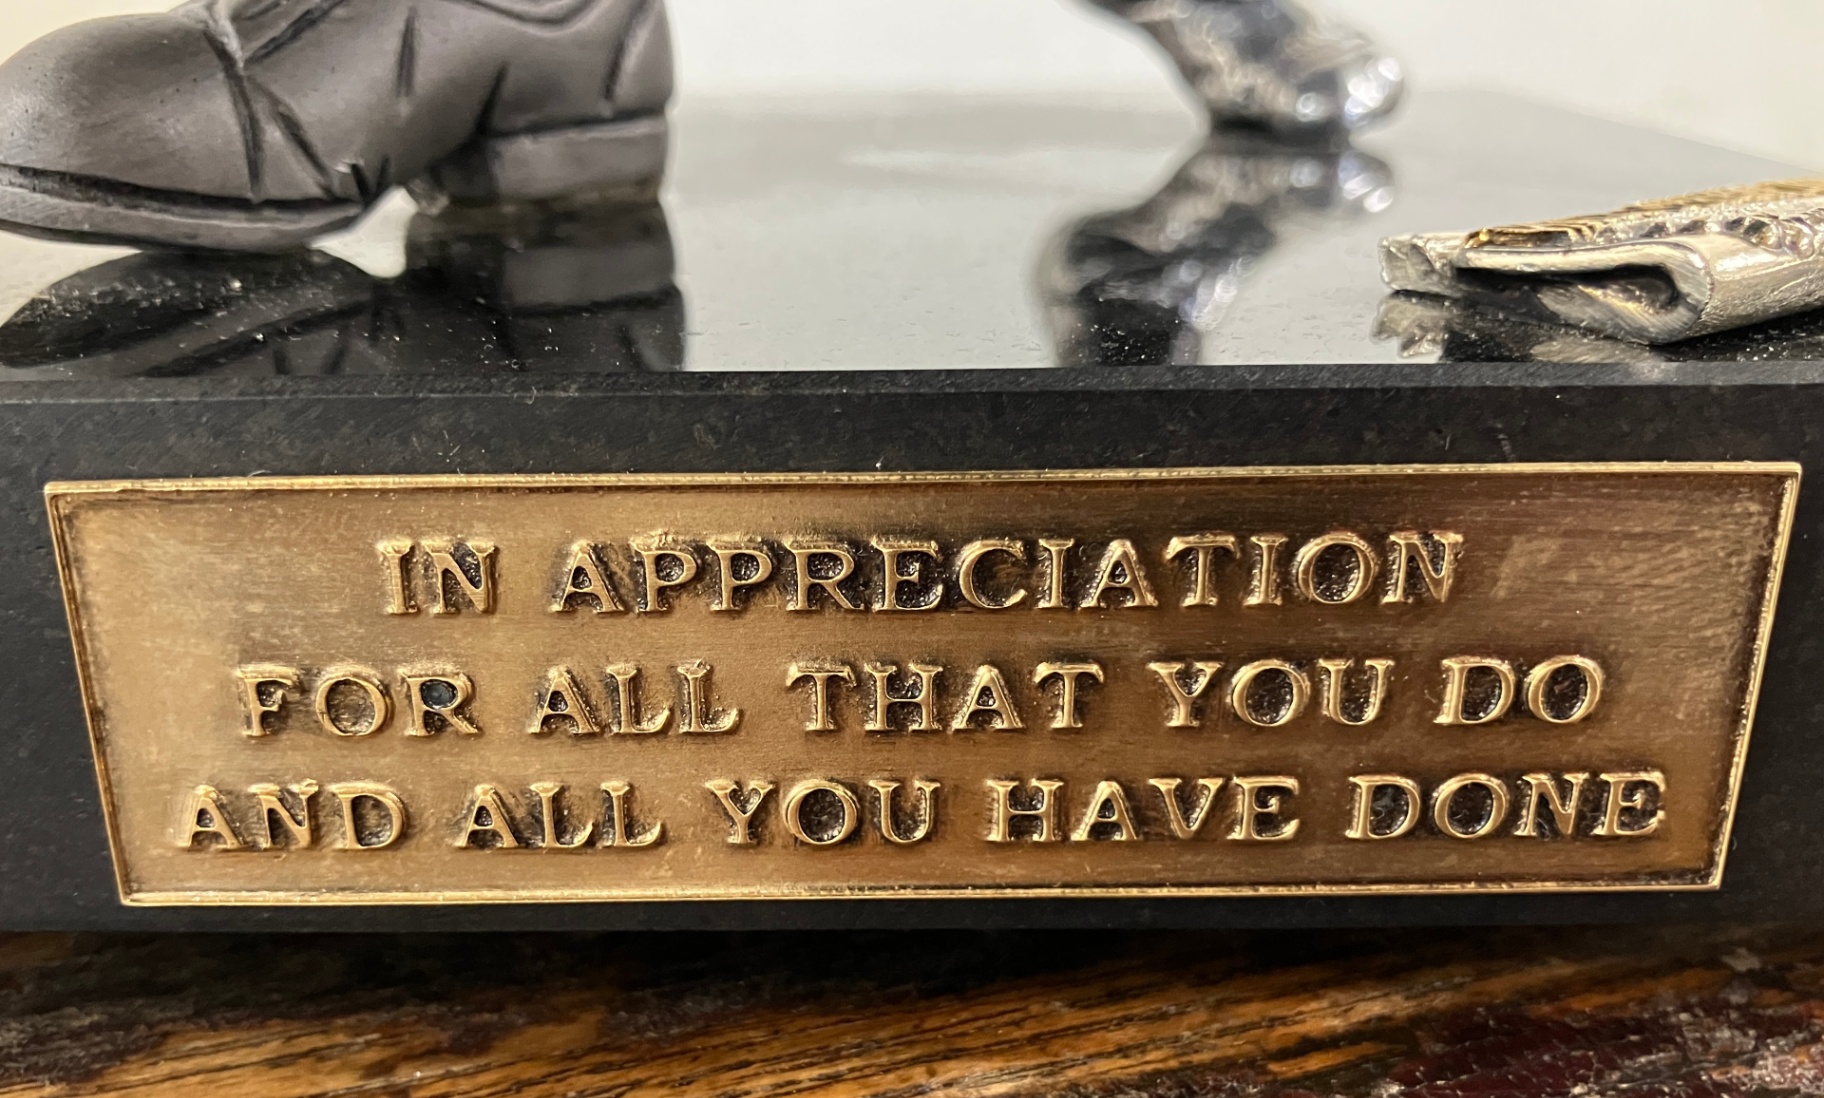 IN APPRECIATION
FOR ALL THAT YOU DO
AND ALL YOU HAVE DONE